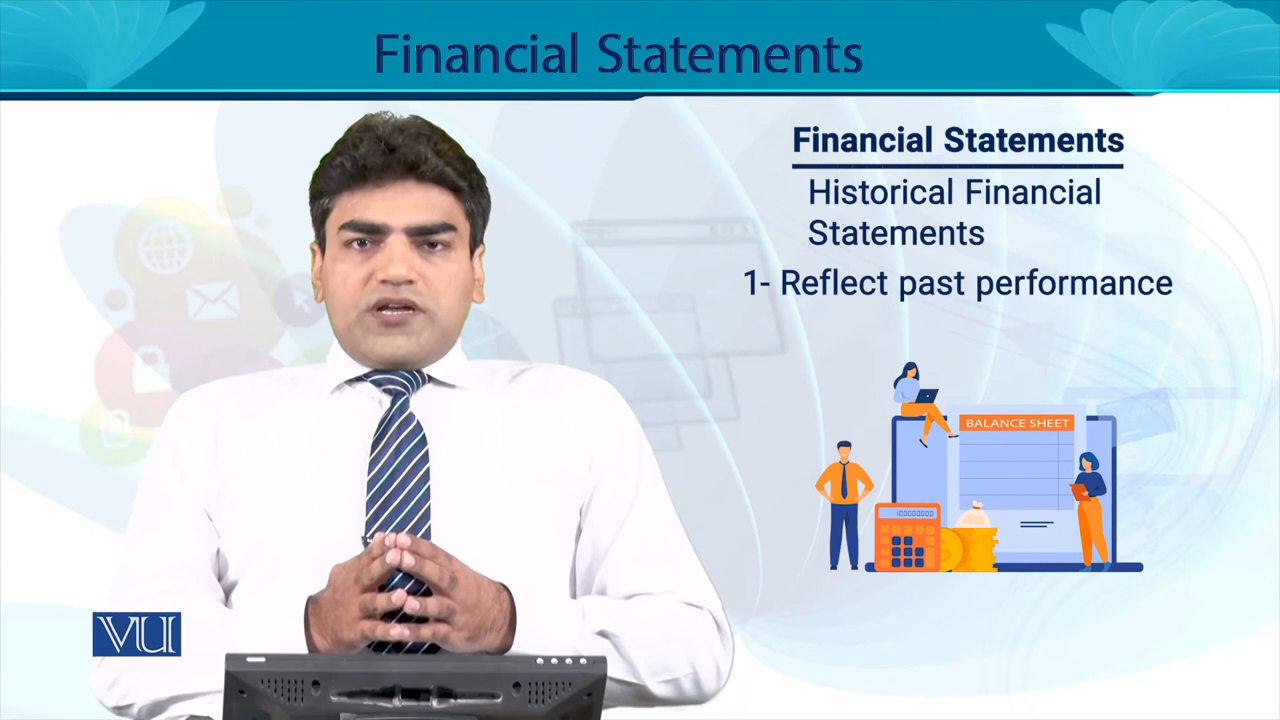 Financial Statements
Financial Statements
Historical Financial
Statements
1- Reflect past performance
BALANCE SHEET
VU